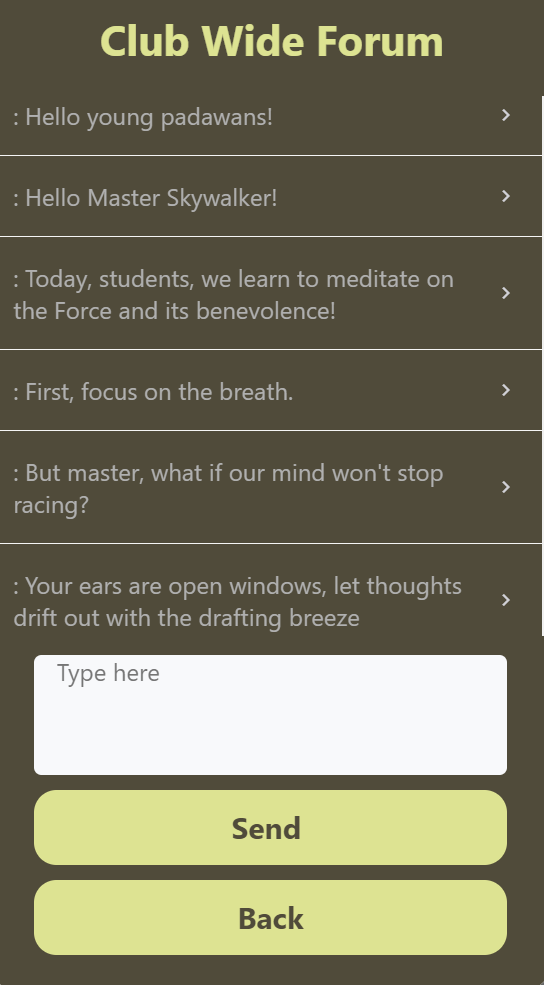 Club Wide Forum
: Hello young padawans!
: Hello Master Skywalker!
: Today, students, we learn to meditate on
the Force and its benevolence!
: First, focus on the breath.
: But master, what if our mind won't stop
racing?
: Your ears are open windows, let thoughts
drift out with the drafting breeze
Type here
Send
Back